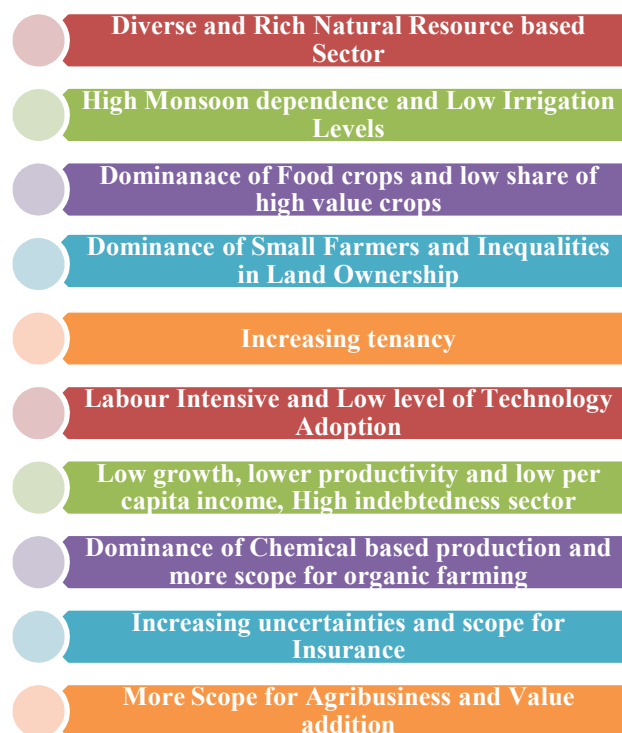 Diverse and Rich Natural Resource based
Sector
High Monsoon dependence and Low Irrigation
Levels
Dominanace of Food crops and low share of
high value crops
Dominance of Small Farmers and Inequalities
in Land Ownership
Increasing tenancy
Labour Intensive and Low level of Technology
Adoption
Low growth, lower productivity and low per
capita income, High indebtedness sector
Dominance of Chemical based production and
more scope for organic farming
Increasing uncertainties and scope for
Insurance
More Scope for Agribusiness and Value
addition